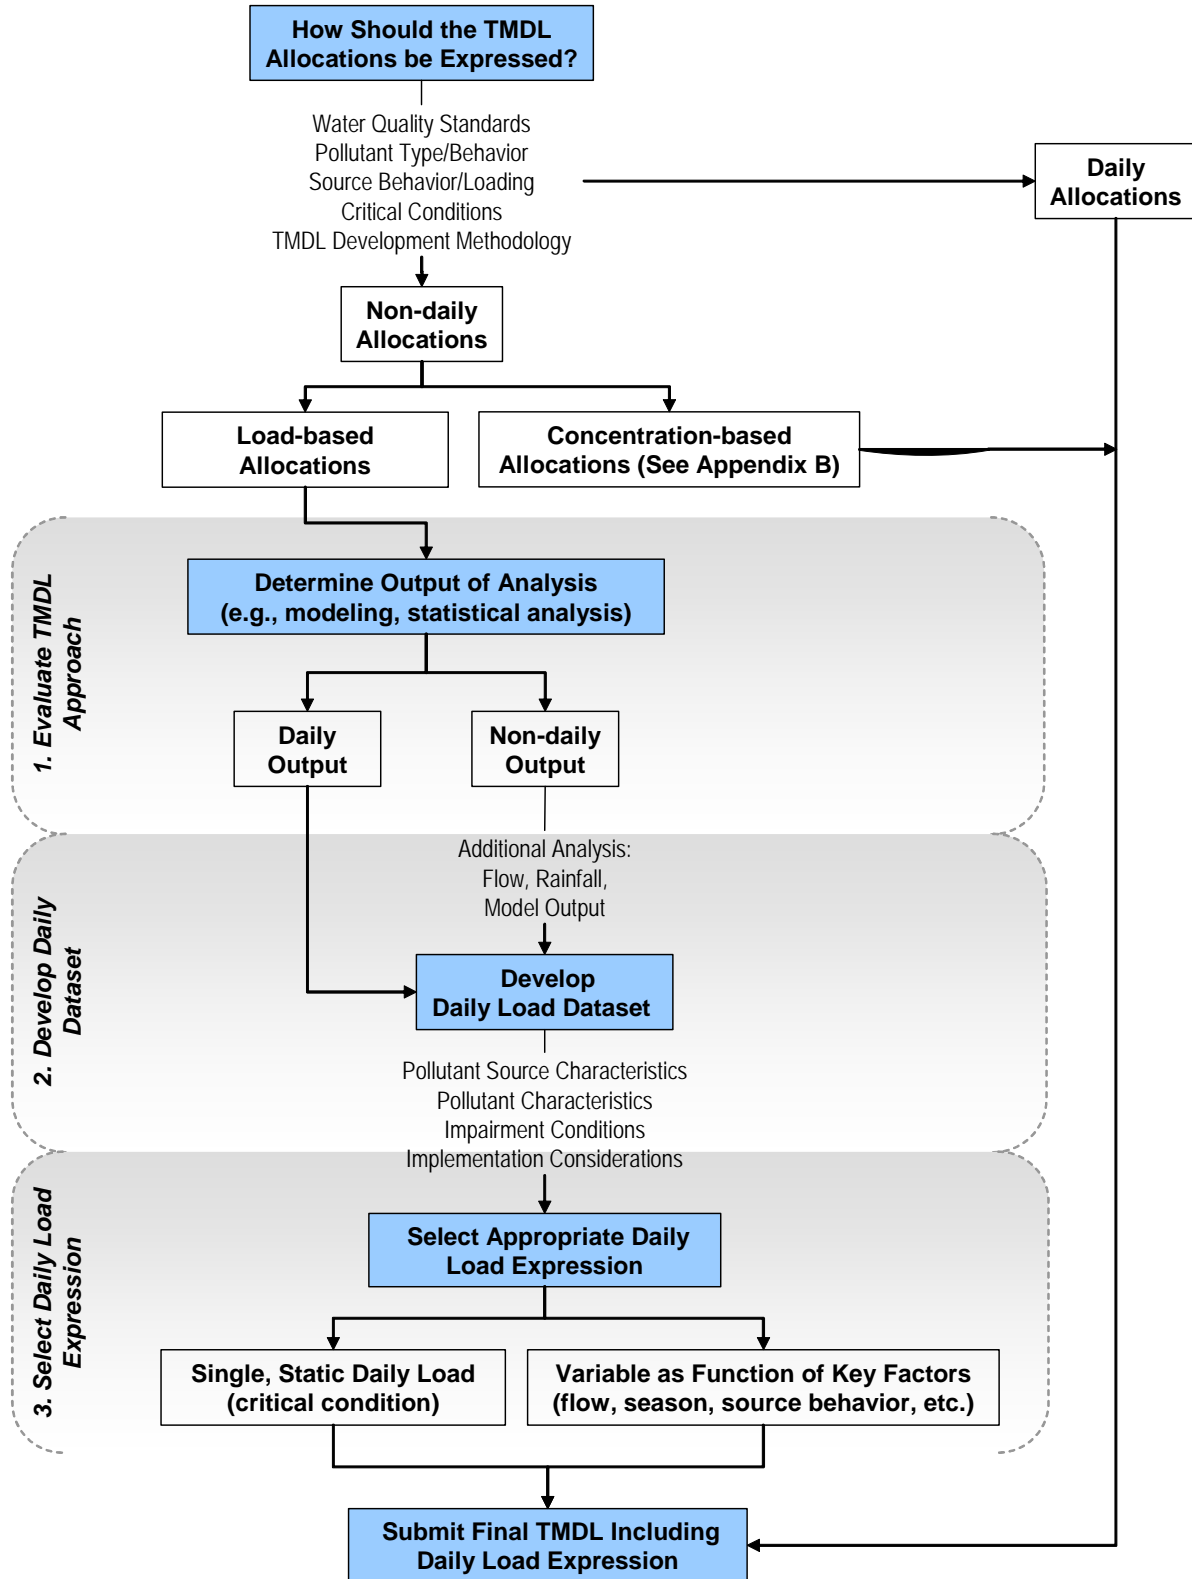 How Should the TMDL
Allocations be Expressed?
Water Quality Standards
Pollutant Type/Behavior
Source Behavior/Loading
Critical Conditions
TMDL Development Methodology
Daily
Allocations
Non-daily
Allocations
Load-based
Allocations
Concentration-based
Allocations (See Appendix B)
1. Evaluate TMDL
Approach
Determine Output of Analysis
(e.g., modeling, statistical analysis)
Daily
Output
Non-daily
Output
2. Develop Daily
Dataset
Additional Analysis:
Flow, Rainfall,
Model Output
Develop
Daily Load Dataset
Pollutant Source Characteristics
Pollutant Characteristics
Impairment Conditions
Implementation Considerations
3. Select Daily Load
Expression
Select Appropriate Daily
Load Expression
Single, Static Daily Load
(critical condition)
Variable as Function of Key Factors
(flow, season, source behavior, etc.)
Submit Final TMDL Including
Daily Load Expression